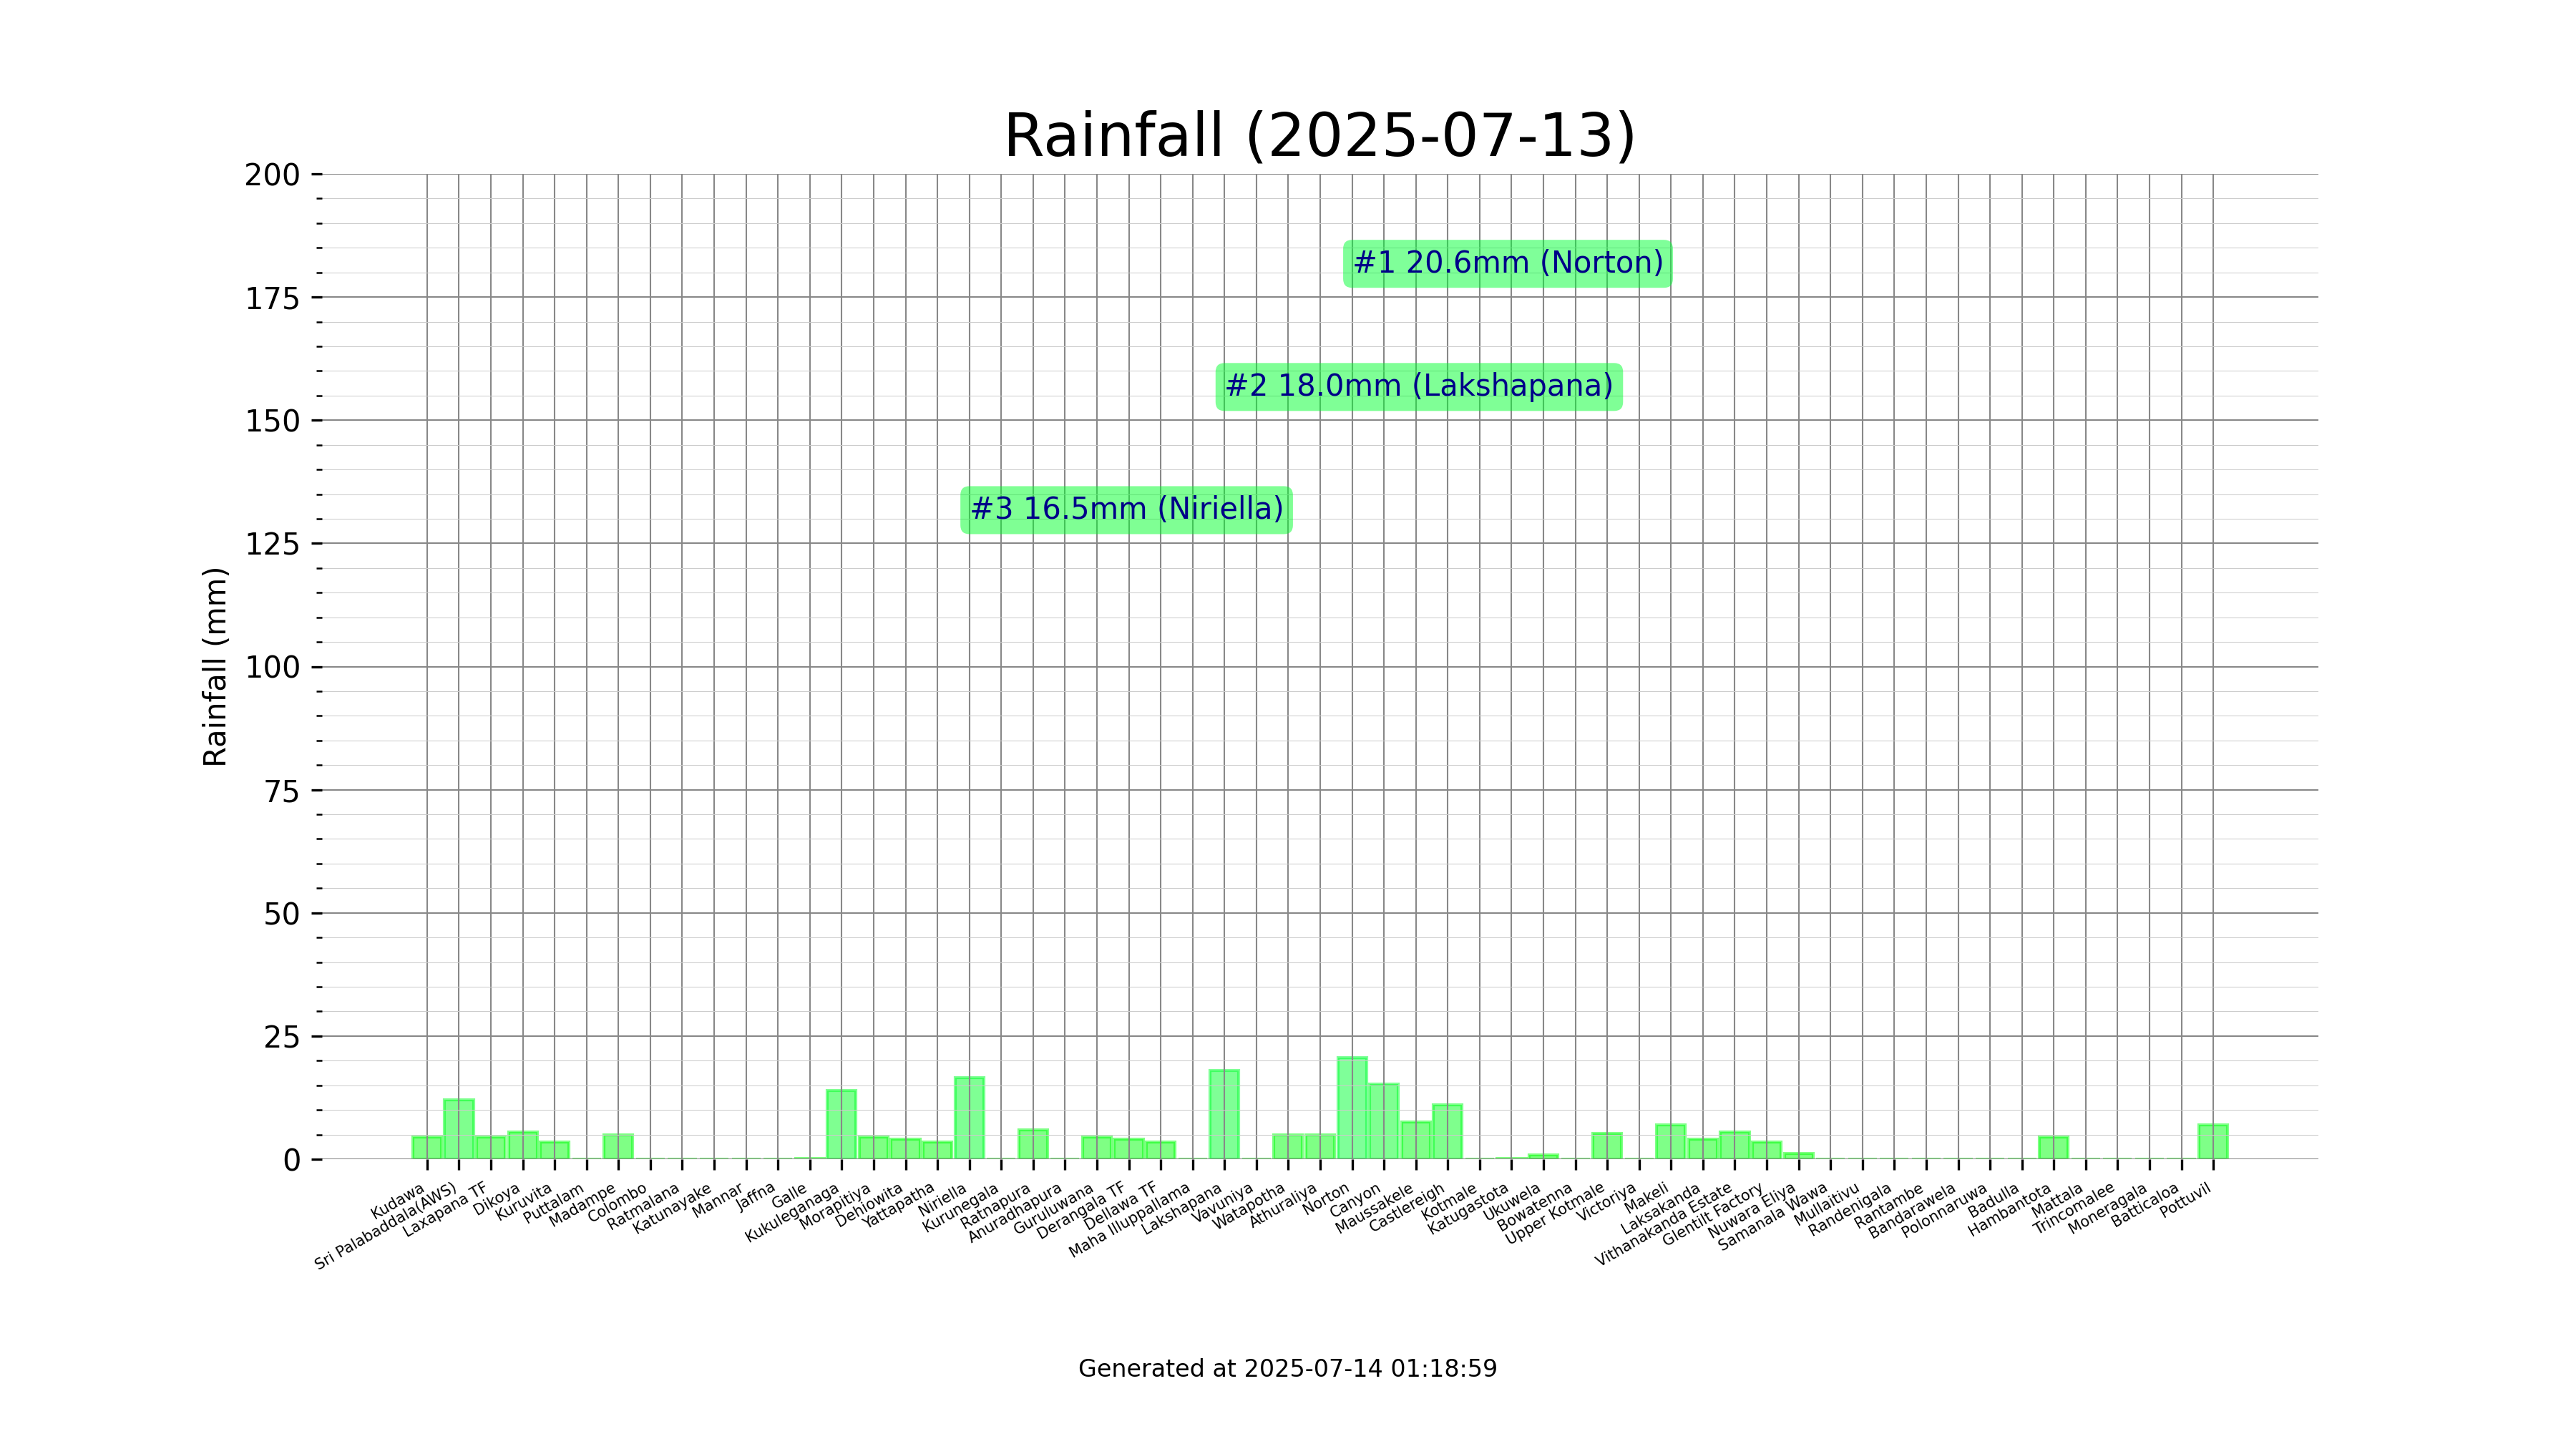 Rainfall (2025-07-13)
200
175
150
125
100
75
50
25
0
Rainfall (mm)
#1 20.6mm (Norton)
#2 18.0mm (Lakshapana)
#3 16.5mm (Niriella)
Kudawa
Sri Palabaddala(AWS)
Laxapana TF
Dikoya
Kuruvita
Puttalam
Madampe
Colombo
Ratmalana
Katunayake
Mannar
Jaffna
Galle
Kukuleganaga
Morapitiya
Dehiowita
Yattapatha
Niriella
Kurunegala
Ratnapura
Anuradhapura
Guruluwana
Derangala TF
Dellawa TF
Maha Illuppallama
Lakshapana
Vavuniya
Watapotha
Athuraliya
Norton
Canyon
Maussakele
Castlereigh
Kotmale
Katugastota
Ukuwela
Bowatenna
Upper Kotmale
Victoriya
Makeli
Laksakanda
Vithanakanda Estate
Glentilt Factory
Nuwara Eliya
Samanala Wawa
Mullaitivu
Randenigala
Rantambe
Bandarawela
Polonnaruwa
Badulla
Hambantota
Mattala
Trincomalee
Moneragala
Batticaloa
Pottuvil
Generated at 2025-07-14 01:18:59